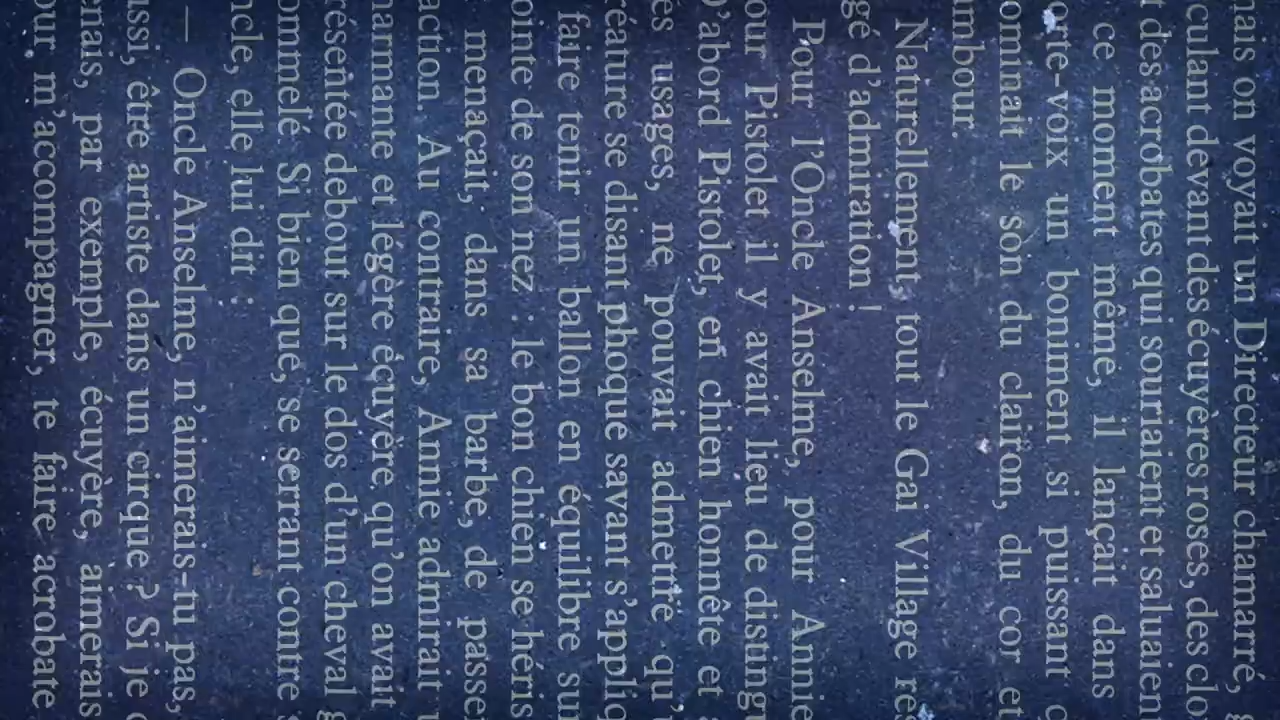 mais on voyait un Directeur chamarré,
culant devant des écuyères roses, des clo
t des acrobates qui souriaient et saluaien
ce moment même, il lançait dans
orte-voix un boniment si puissant
ominait le son du clairon, du cor et
ambour.
Naturellement, tout le Gai Village res
gé d'admiration !
Pour l'Oncle Anselme, pour Annie
our Pistolet il y avait lieu de distingu
D'abord Pistolet, en chien honnête et
es usages, ne pouvait admettre qu'
réature se disant phoque savant s'appliq
faire tenir un ballon en équilibre sur
ointe de son nez : le bon chien se héris
menaçait, dans sa barbe, de passer
action. Au contraire, Annie admirait
harmante et légère écuyère qu'on avait
résentée debout sur le dos d'un cheval
ommelé. Si bien que, se serrant contre
ncle, elle lui dit :
— Oncle Anselme, n'aimerais-tu pas,
ussi, être artiste dans un cirque ? Si je
enais, par exemple, écuyère, aimerais
our m'accompagner, te faire acrobate